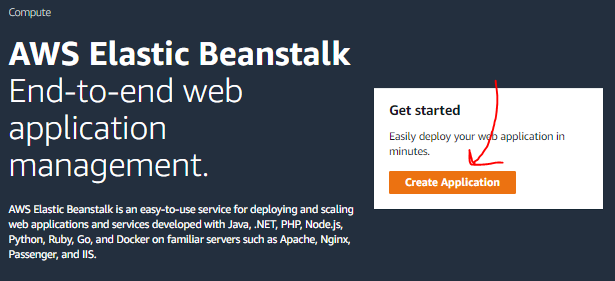 Compute
AWS Elastic Beanstalk
End-to-end web
application
management.
AWS Elastic Beanstalk is an easy-to-use service for deploying and scaling
web applications and services developed with Java, .NET, PHP, Node.js,
Python, Ruby, Go, and Docker on familiar servers such as Apache, Nginx,
Passenger, and IIS.
Get started
Easily deploy your web application in
minutes.
Create Application